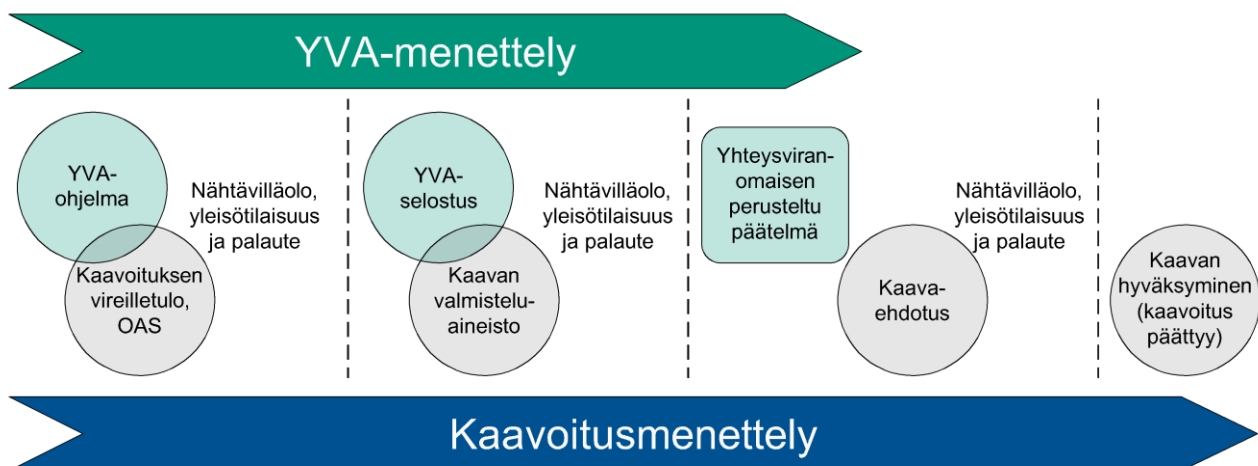 YVA-menettely
YVA-
ohjelma
Kaavoituksen
vireilletulo,
OAS
Nähtävilläolo,
yleisötilaisuus
ja palaute
YVA-
selostus
Kaavan
valmistelu-
aineisto
Nähtävilläolo,
yleisötilaisuus
ja palaute
Yhteysviran-
omaisen
perusteltu
päätelmä
Kaava-
ehdotus
Nähtävilläolo,
yleisötilaisuus
ja palaute
Kaavan
hyväksyminen
(kaavoitus
päättyy)
Kaavoitusmenettely